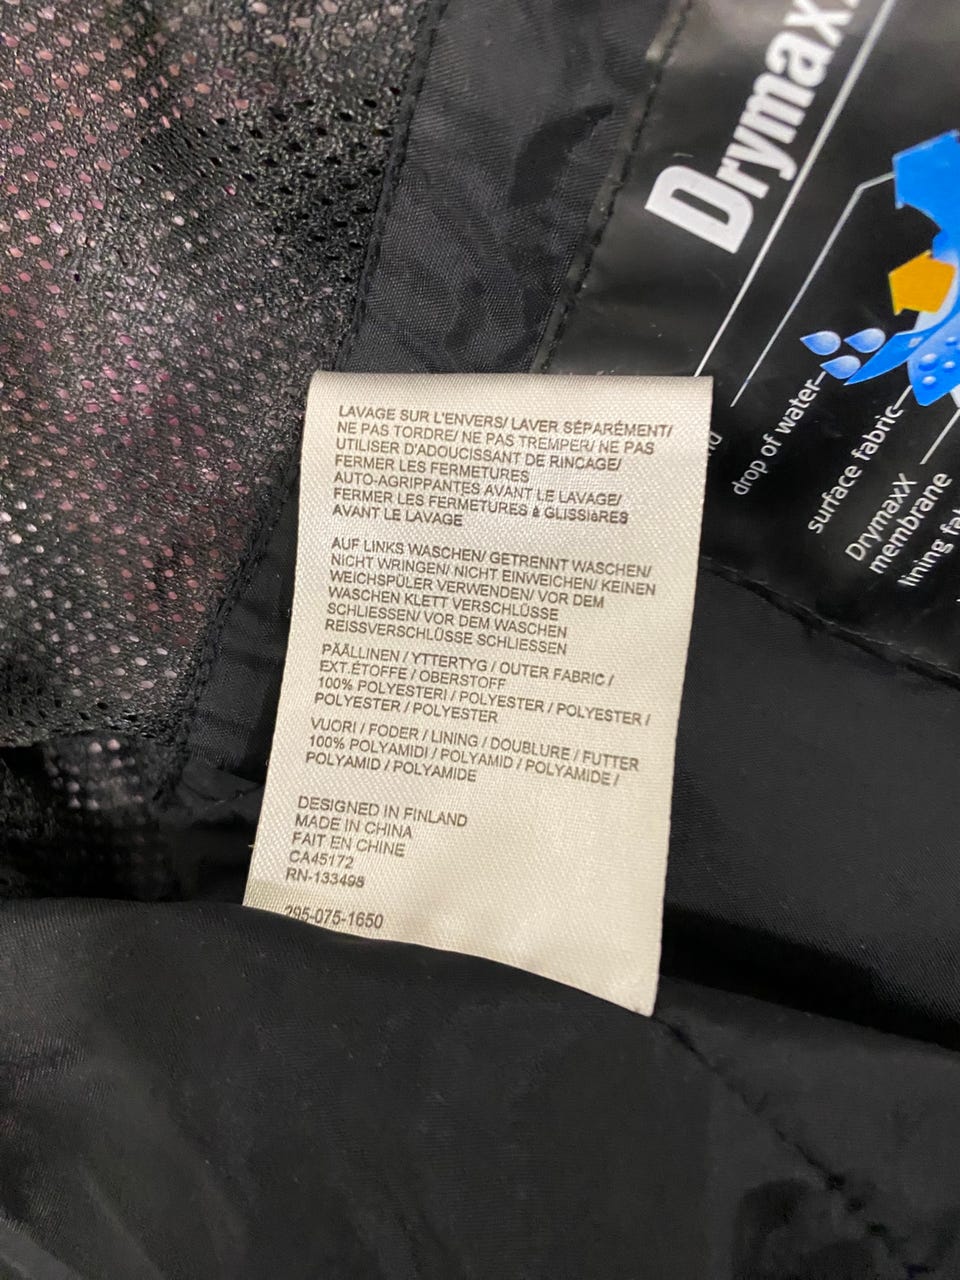 DrymaxX
drop of water
surface fabric
DrymaxX
membrane
lining
LAVAGE SUR L'ENVERS/ LAVER SÉPARÉMENT/
NE PAS TORDRE/ NE PAS TREMPER/ NE PAS
UTILISER D'ADOUCISSANT DE RINCAGE/
FERMER LES FERMETURES
AUTO-AGRIPPANTES AVANT LE LAVAGE/
FERMER LES FERMETURES à GLISSIèRES
AVANT LE LAVAGE
AUF LINKS WASCHEN/ GETRENNT WASCHEN/
NICHT WRINGEN/ NICHT EINWEICHEN/ KEINEN
WEICHSPÜLER VERWENDEN/ VOR DEM
WASCHEN KLETT VERSCHLÜSSE
SCHLIESSEN/ VOR DEM WASCHEN
REISSVERSCHLÜSSE SCHLIESSEN
PÄÄLLINEN / YTTERTYG / OUTER FABRIC /
EXT.ÉTOFFE / OBERSTOFF
100% POLYESTERI / POLYESTER / POLYESTER /
POLYESTER / POLYESTER
VUORI / FODER / LINING / DOUBLURE / FUTTER
100% POLYAMIDI / POLYAMID / POLYAMIDE /
POLYAMID / POLYAMIDE
DESIGNED IN FINLAND
MADE IN CHINA
FAIT EN CHINE
CA45172
RN-133498
295-075-1650